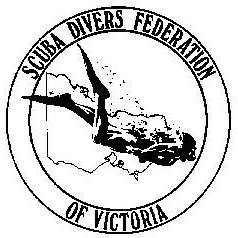 SCUBA DIVERS FEDERATION
OF VICTORIA